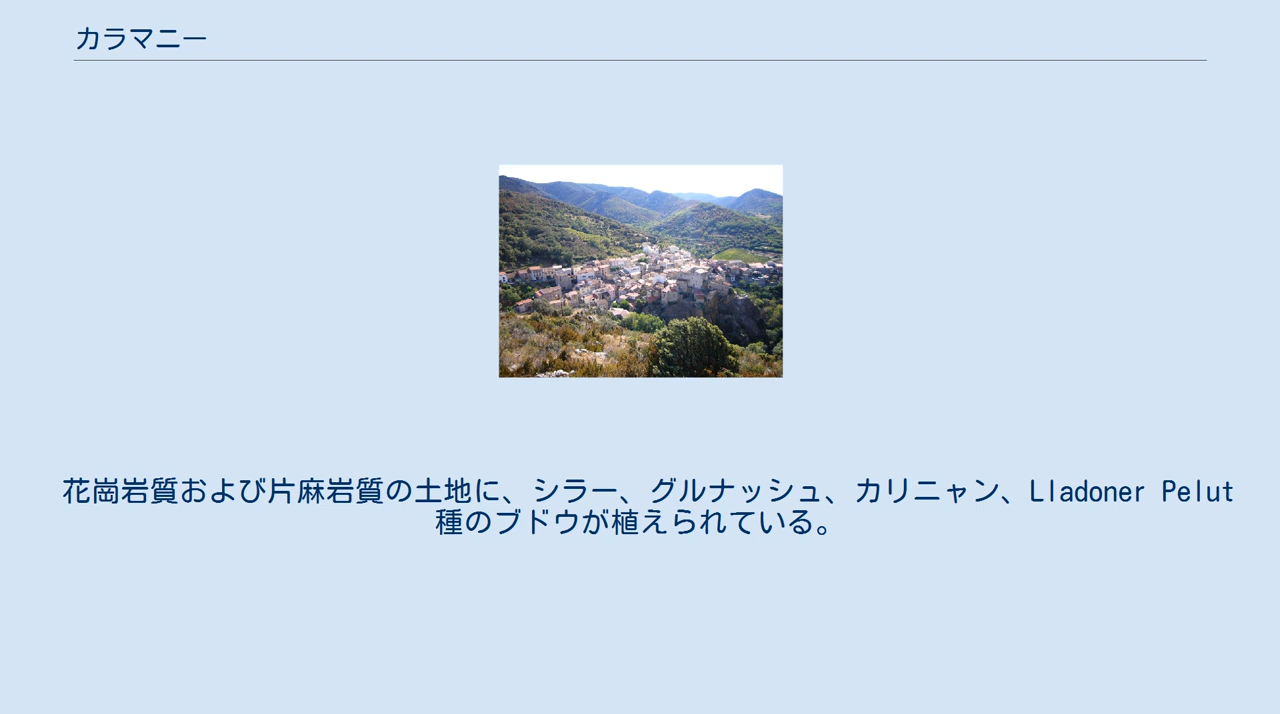 カラマニー
花崗岩質および片麻岩質の土地に、シラー、グルナッシュ、カリニャン、Lladoner Pelut
種のブドウが植えられている。